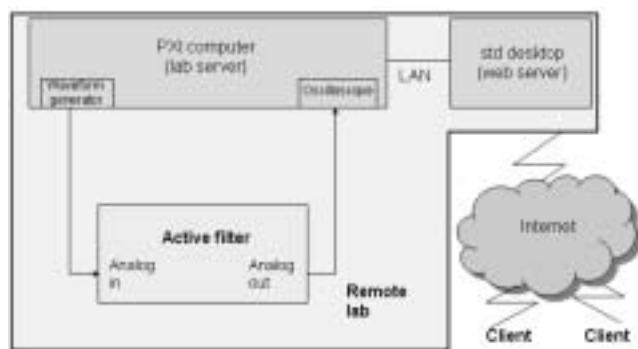 PXI computer
(lab server)
Waveform
generator
Oscilloscope
LAN
std desktop
(web server)
Active filter
Analog
in
Analog
out
Remote
lab
Internet
Client
Client